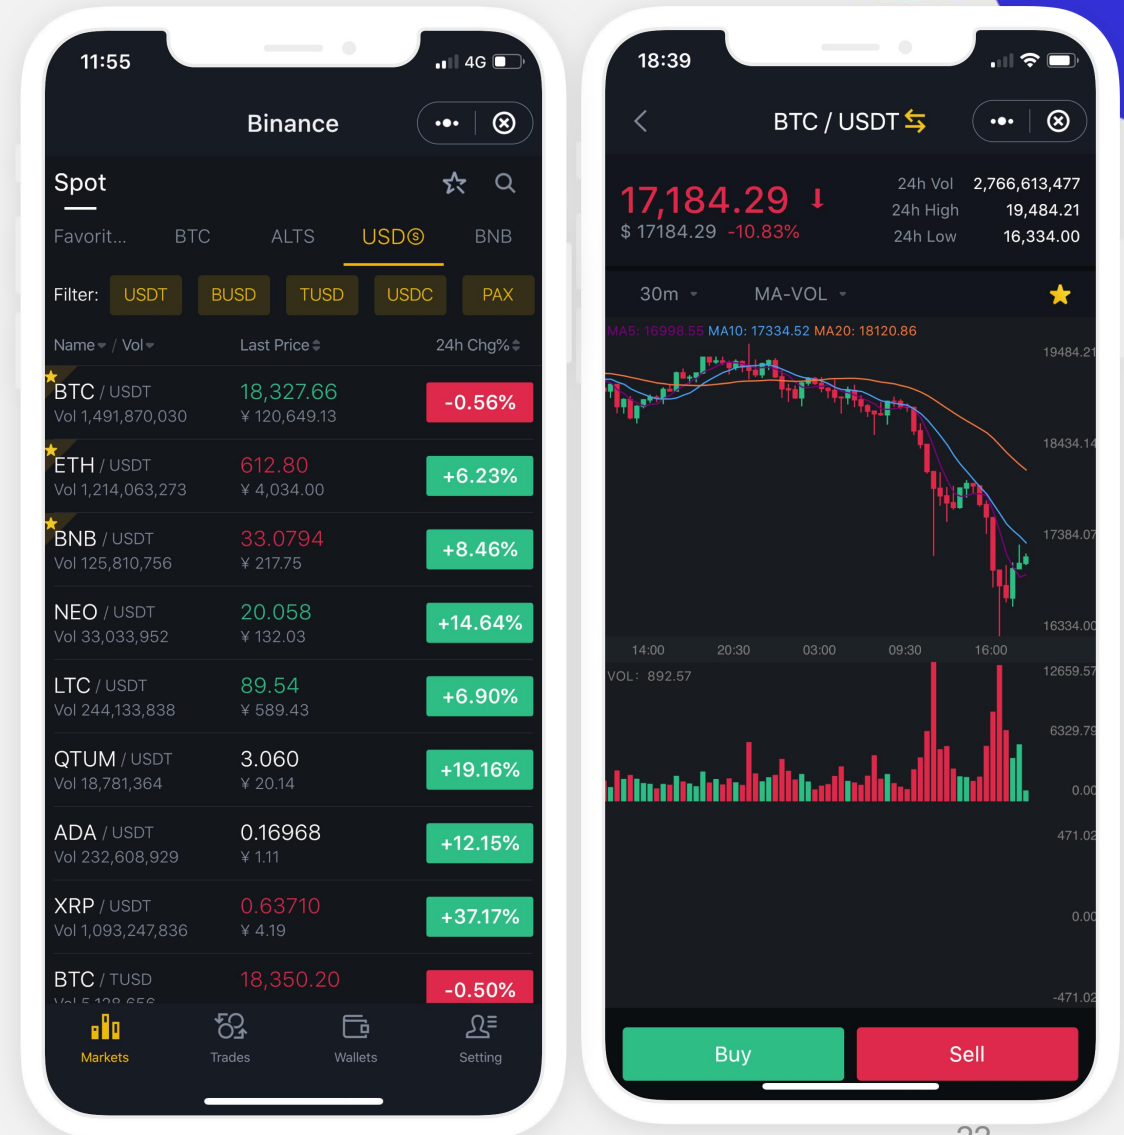 11:55
4G
Binance
Spot
Favorit... BTC ALTS USDⓢ BNB
Filter: USDT BUSD TUSD USDC PAX
Name / Vol Last Price 24h Chg%
BTC / USDT 18,327.66 -0.56%
Vol 1,491,870,030 ¥ 120,649.13
ETH / USDT 612.80 +6.23%
Vol 1,214,063,273 ¥ 4,034.00
BNB / USDT 33.0794 +8.46%
Vol 125,810,756 ¥ 217.75
NEO / USDT 20.058 +14.64%
Vol 33,033,952 ¥ 132.03
LTC / USDT 89.54 +6.90%
Vol 244,133,838 ¥ 589.43
QTUM / USDT 3.060 +19.16%
Vol 18,781,364 ¥ 20.14
ADA / USDT 0.16968 +12.15%
Vol 232,608,929 ¥ 1.11
XRP / USDT 0.63710 +37.17%
Vol 1,093,247,836 ¥ 4.19
BTC / TUSD 18,350.20 -0.50%
Markets Trades Wallets Setting
18:39
BTC / USDT
17,184.29
$ 17184.29 -10.83%
24h Vol 2,766,613,477
24h High 19,484.21
24h Low 16,334.00
30m MA-VOL
MA5: 16998.55 MA10: 17334.52 MA20: 18120.86
19484.21
18434.14
17384.07
16334.00
14:00 20:30 03:00 09:30 16:00
VOL: 892.57
12659.57
6329.79
0.00
471.02
0.00
-471.02
Buy Sell